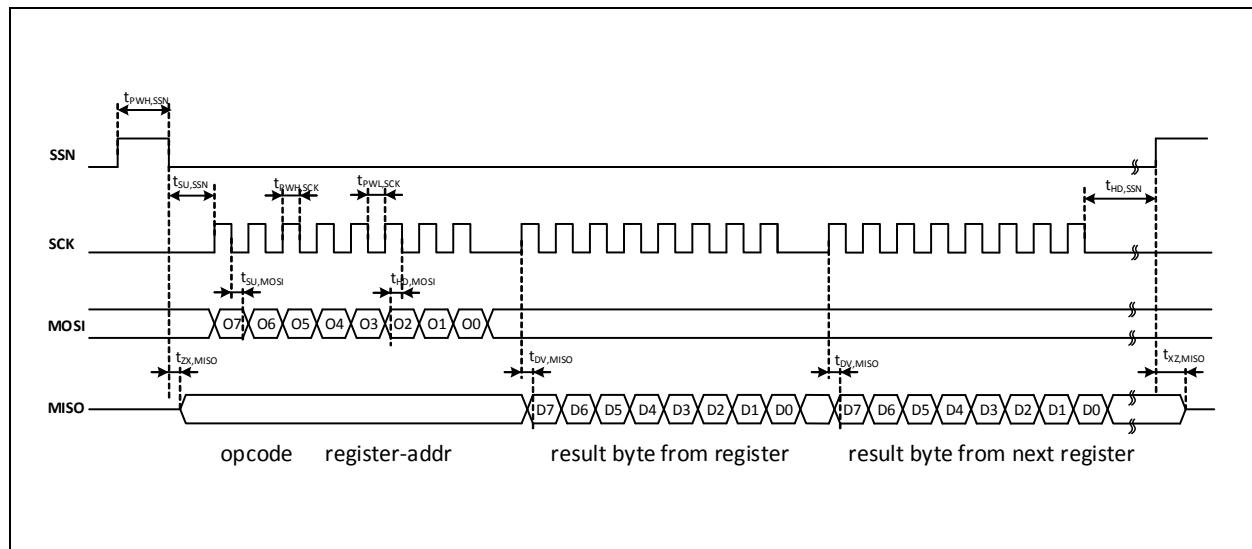 tPWH,SSN
SSN
tSU,SSN tPWH,SCK tPWL,SCK tHD,SSN
SCK
tSU,MOSI tHD,MOSI
MOSI O7 O6 O5 O4 O3 O2 O1 O0
tZX,MISO tDV,MISO tDV,MISO tXZ,MISO
MISO D7 D6 D5 D4 D3 D2 D1 D0 D7 D6 D5 D4 D3 D2 D1 D0
opcode register-addr result byte from register result byte from next register